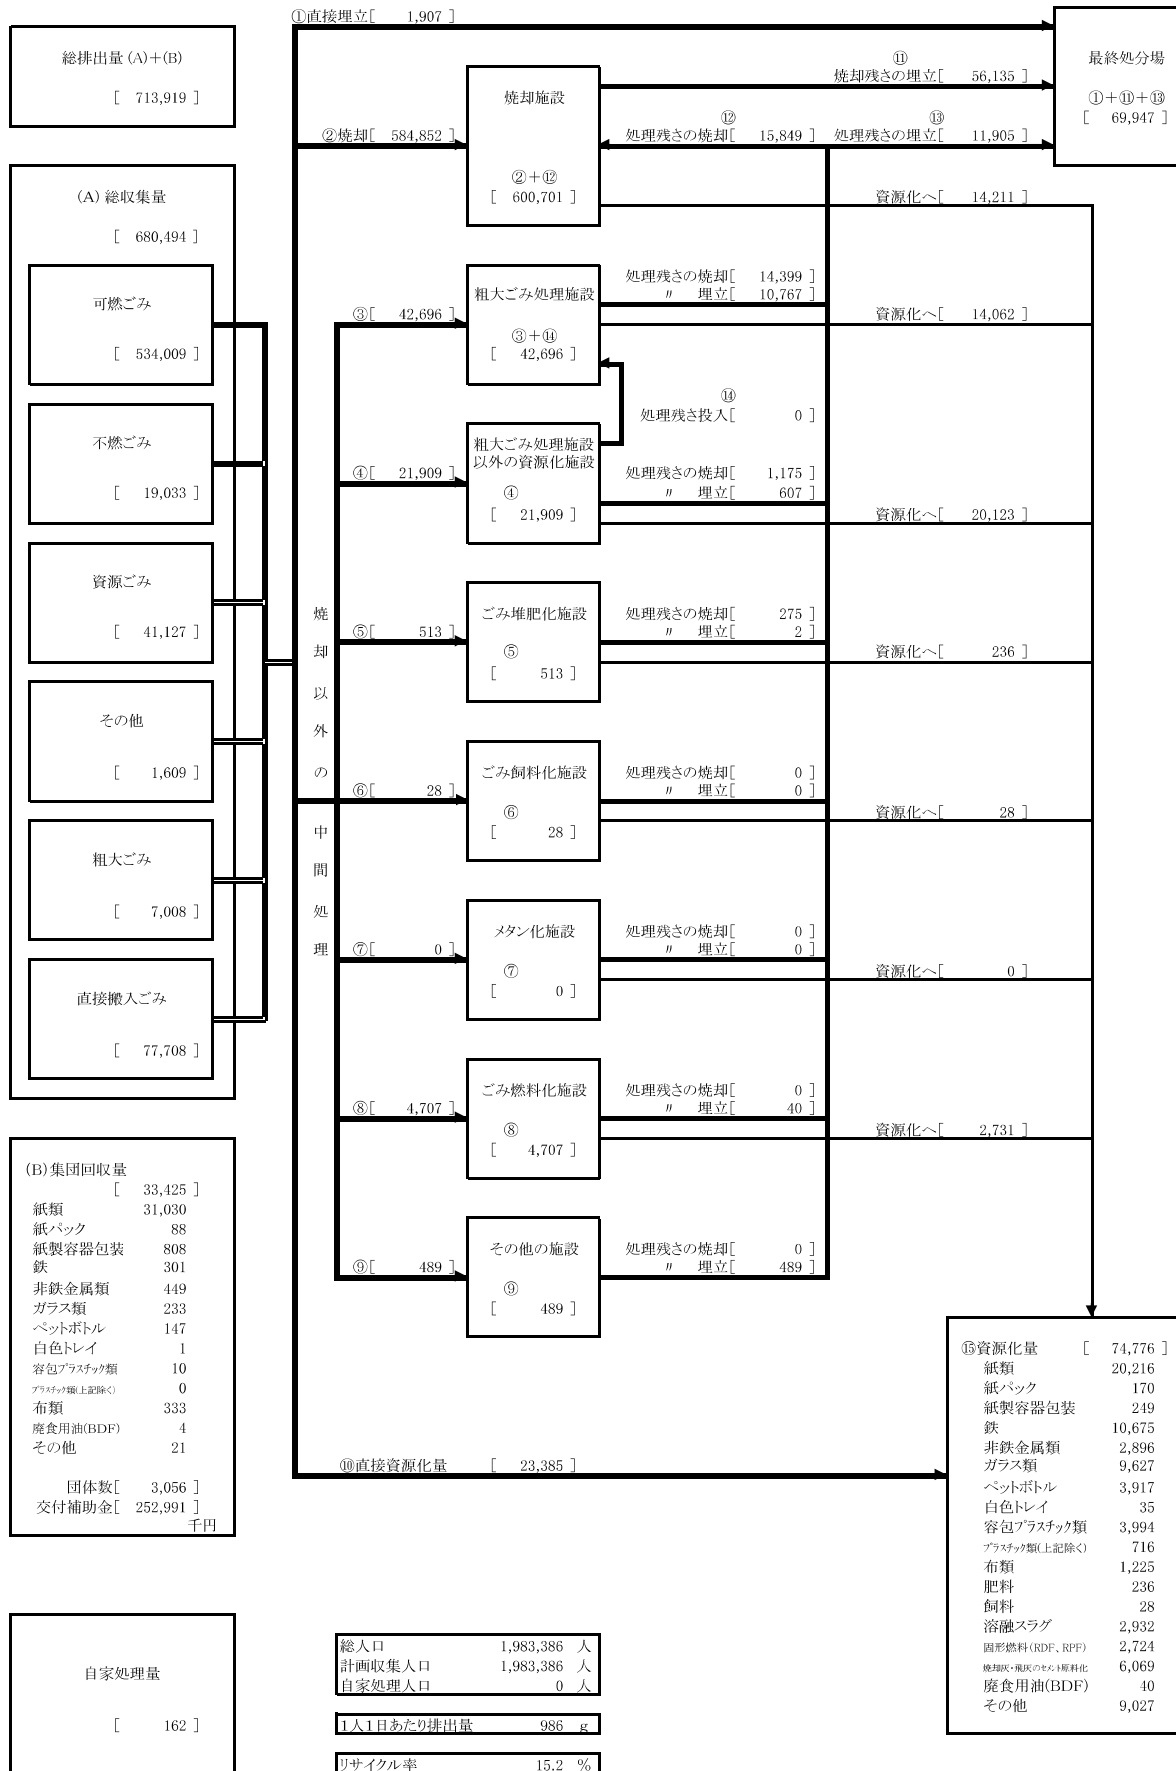 ①直接埋立[ 1,907 ]
総排出量(A)+(B)
[ 713,919 ]
(A)総収集量
[ 680,494 ]
可燃ごみ
[ 534,009 ]
不燃ごみ
[ 19,033 ]
資源ごみ
[ 41,127 ]
その他
[ 1,609 ]
粗大ごみ
[ 7,008 ]
直接搬入ごみ
[ 77,708 ]
(B)集団回収量
[ 33,425 ]
紙類 31,030
紙パック 88
紙製容器包装 808
鉄 301
非鉄金属類 449
ガラス類 233
ペットボトル 147
白色トレイ 1
容包プラスチック類 10
プラスチック類(上記除く) 0
布類 333
廃食用油(BDF) 4
その他 21
団体数[ 3,056 ]
交付補助金[ 252,991 ]
千円
自家処理量
[ 162 ]
②焼却[ 584,852 ]
焼却以外の中間処理
③[ 42,696 ]
④[ 21,909 ]
⑤[ 513 ]
⑥[ 28 ]
⑦[ 0 ]
⑧[ 4,707 ]
⑨[ 489 ]
⑩直接資源化量 [ 23,385 ]
焼却施設
②+⑫
[ 600,701 ]
⑪
焼却残さの埋立[ 56,135 ]
⑫
処理残さの焼却[ 15,849 ]
⑬
処理残さの埋立[ 11,905 ]
資源化へ[ 14,211 ]
最終処分場
①+⑪+⑬
[ 69,947 ]
粗大ごみ処理施設
③+⑭
[ 42,696 ]
処理残さの焼却[ 14,399 ]
〃 埋立[ 10,767 ]
資源化へ[ 14,062 ]
⑭
処理残さ投入[ 0 ]
粗大ごみ処理施設
以外の資源化施設
④
[ 21,909 ]
処理残さの焼却[ 1,175 ]
〃 埋立[ 607 ]
資源化へ[ 20,123 ]
ごみ堆肥化施設
⑤
[ 513 ]
処理残さの焼却[ 275 ]
〃 埋立[ 2 ]
資源化へ[ 236 ]
ごみ飼料化施設
⑥
[ 28 ]
処理残さの焼却[ 0 ]
〃 埋立[ 0 ]
資源化へ[ 28 ]
メタン化施設
⑦
[ 0 ]
処理残さの焼却[ 0 ]
〃 埋立[ 0 ]
資源化へ[ 0 ]
ごみ燃料化施設
⑧
[ 4,707 ]
処理残さの焼却[ 0 ]
〃 埋立[ 40 ]
資源化へ[ 2,731 ]
その他の施設
⑨
[ 489 ]
処理残さの焼却[ 0 ]
〃 埋立[ 489 ]
⑮資源化量 [ 74,776 ]
紙類 20,216
紙パック 170
紙製容器包装 249
鉄 10,675
非鉄金属類 2,896
ガラス類 9,627
ペットボトル 3,917
白色トレイ 35
容包プラスチック類 3,994
プラスチック類(上記除く) 716
布類 1,225
肥料 236
飼料 28
溶融スラグ 2,932
固形燃料(RDF、RPF) 2,724
焼却灰・飛灰のセメント原料化 6,069
廃食用油(BDF) 40
その他 9,027
総人口 1,983,386 人
計画収集人口 1,983,386 人
自家処理人口 0 人
1人1日あたり排出量 986 g
リサイクル率 15.2 %